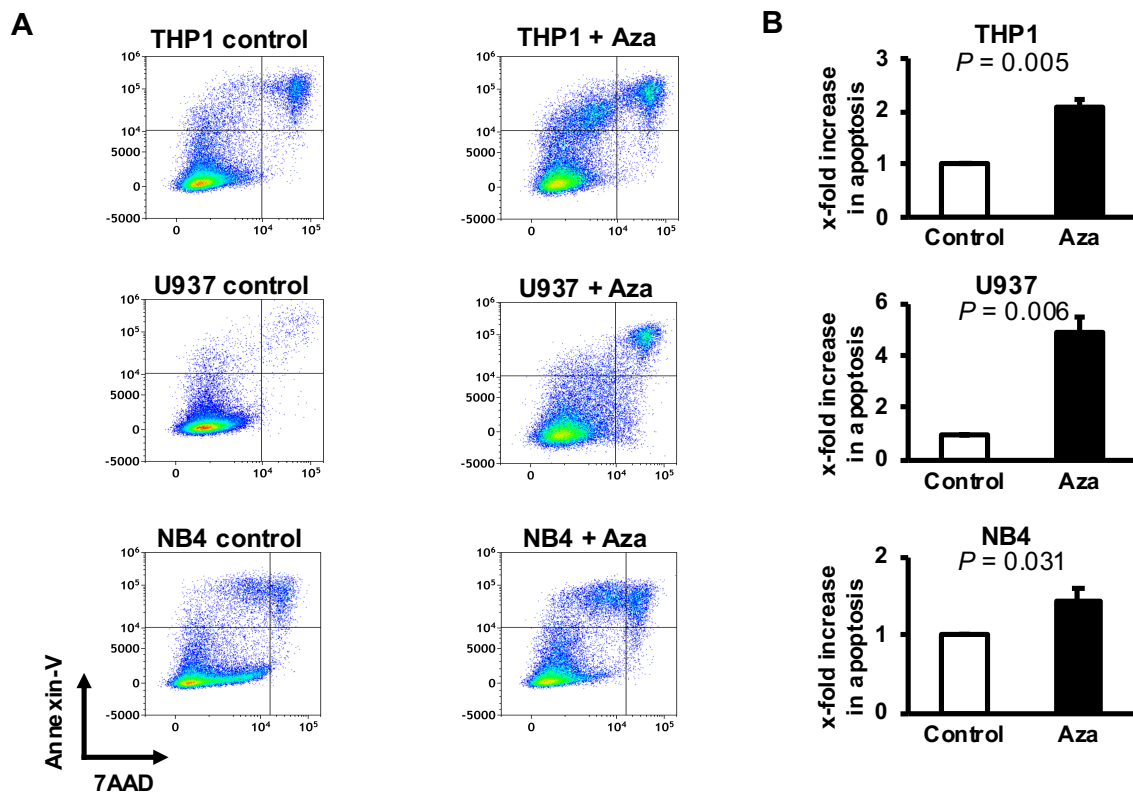 A
THP1 control
10⁶
10⁵
10⁴
5000
0
-5000
0
10⁴
10⁵
THP1 + Aza
10⁶
10⁵
10⁴
5000
0
-5000
0
10⁴
10⁵
B
THP1
P = 0.005
x-fold increase
in apoptosis
3
2
1
0
Control
Aza
U937 control
10⁶
10⁵
10⁴
5000
0
-5000
0
10⁴
10⁵
U937 + Aza
10⁶
10⁵
10⁴
5000
0
-5000
0
10⁴
10⁵
U937
P = 0.006
x-fold increase
in apoptosis
6
4
2
0
Control
Aza
NB4 control
10⁶
10⁵
10⁴
5000
0
-5000
0
10⁴
10⁵
NB4 + Aza
10⁶
10⁵
10⁴
5000
0
-5000
0
10⁴
10⁵
NB4
P = 0.031
x-fold increase
in apoptosis
2
1
0
Control
Aza
Annexin-V
7AAD